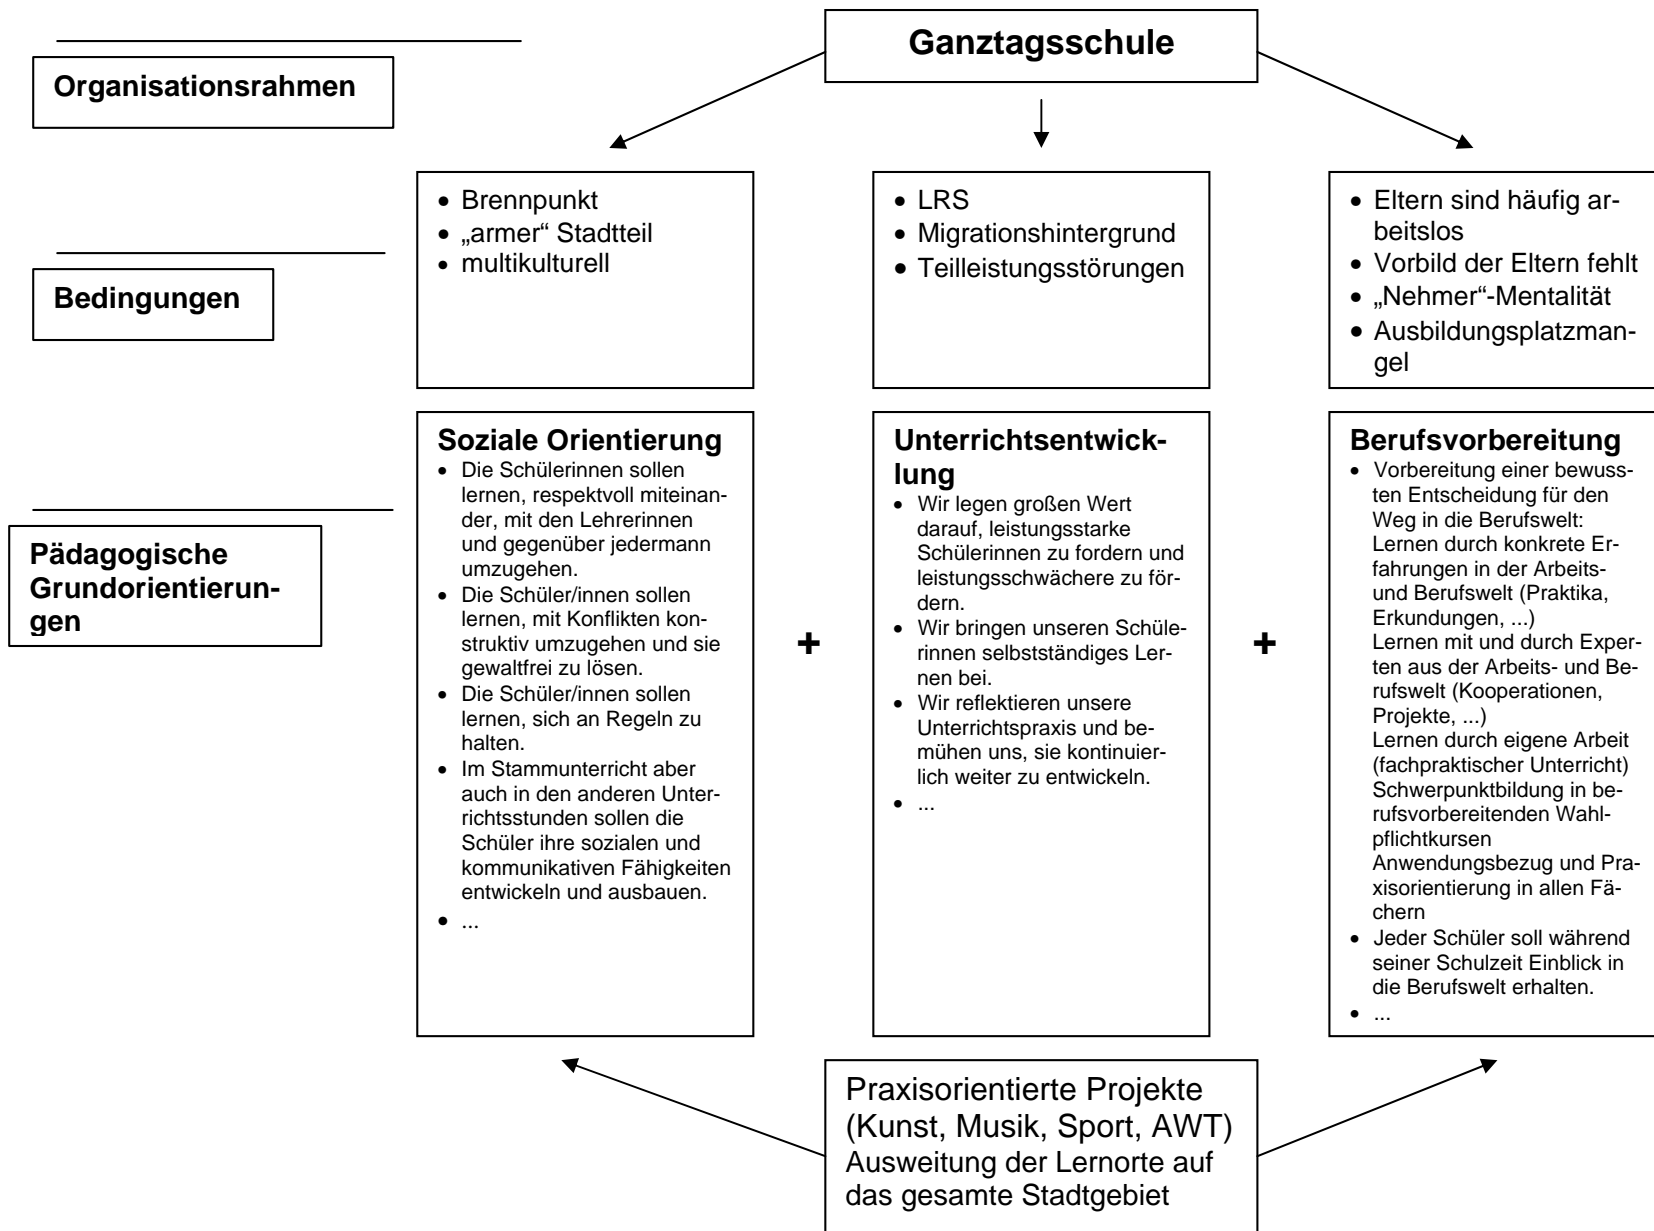 Ganztagsschule
Organisationsrahmen
• Brennpunkt
• „armer“ Stadtteil
• multikulturell
• LRS
• Migrationshintergrund
• Teilleistungsstörungen
• Eltern sind häufig ar-
beitslos
• Vorbild der Eltern fehlt
• „Nehmer“-Mentalität
• Ausbildungsplatzman-
gel
Bedingungen
Pädagogische
Grundorientierun-
gen
Soziale Orientierung
• Die Schülerinnen sollen
lernen, respektvoll miteinan-
der, mit den Lehrerinnen
und gegenüber jedermann
umzugehen.
• Die Schüler/innen sollen
lernen, mit Konflikten kon-
struktiv umzugehen und sie
gewaltfrei zu lösen.
• Die Schüler/innen sollen
lernen, sich an Regeln zu
halten.
• Im Stammunterricht aber
auch in den anderen Unter-
richtsstunden sollen die
Schüler ihre sozialen und
kommunikativen Fähigkeiten
entwickeln und ausbauen.
• ...
+
Unterrichtsentwick-
lung
• Wir legen großen Wert
darauf, leistungsstarke
Schülerinnen zu fordern und
leistungsschwächere zu för-
dern.
• Wir bringen unseren Schüle-
rinnen selbstständiges Ler-
nen bei.
• Wir reflektieren unsere
Unterrichtspraxis und be-
mühen uns, sie kontinuier-
lich weiter zu entwickeln.
• ...
+
Berufsvorbereitung
• Vorbereitung einer bewuss-
ten Entscheidung für den
Weg in die Berufswelt:
Lernen durch konkrete Er-
fahrungen in der Arbeits-
und Berufswelt (Praktika,
Erkundungen, ...)
Lernen mit und durch Exper-
ten aus der Arbeits- und Be-
rufswelt (Kooperationen,
Projekte, ...)
Lernen durch eigene Arbeit
(fachpraktischer Unterricht)
Schwerpunktbildung in be-
rufsvorbereitenden Wahl-
pflichtkursen
Anwendungsbezug und Pra-
xisorientierung in allen Fä-
chern
• Jeder Schüler soll während
seiner Schulzeit Einblick in
die Berufswelt erhalten.
• ...
Praxisorientierte Projekte
(Kunst, Musik, Sport, AWT)
Ausweitung der Lernorte auf
das gesamte Stadtgebiet